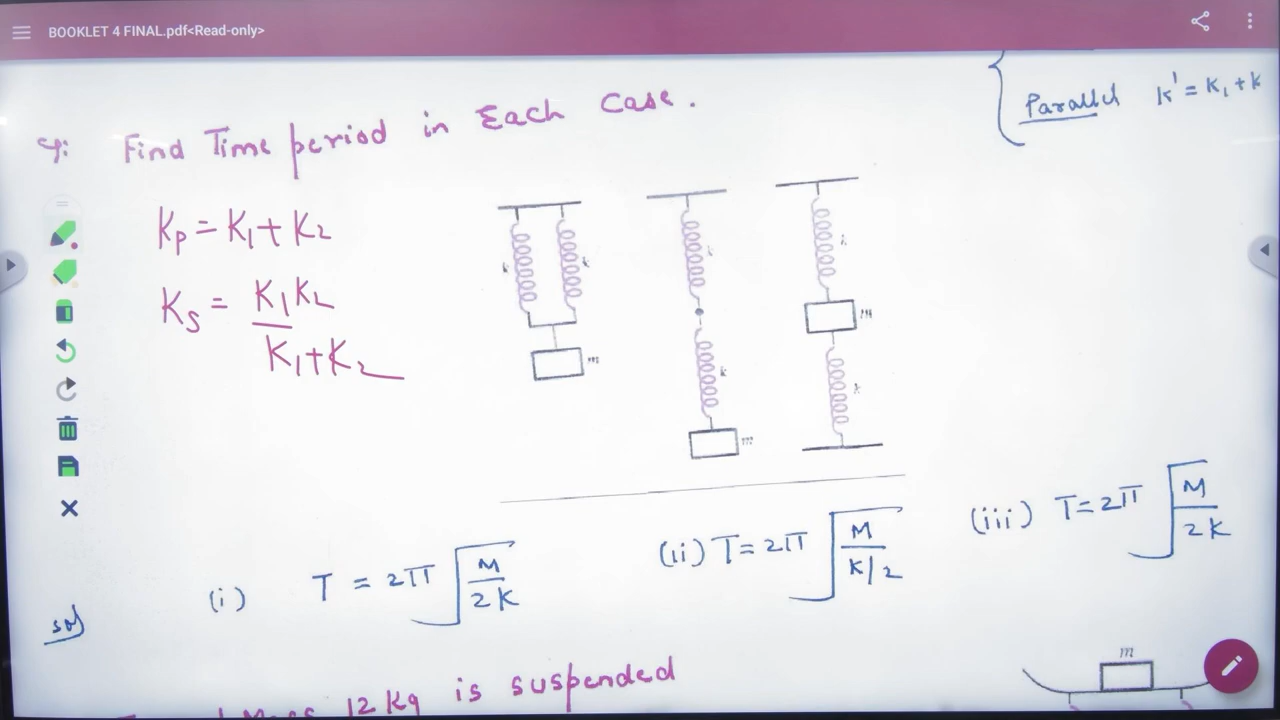 BOOKLET 4 FINAL.pdf<Read-only>
Parallel K' = K₁ + k
Q: Find Time period in Each Case.
Kp = K₁ + K₂
Ks = K₁K₂ / K₁+K₂
k k m
k m
k m k
(i) T = 2π √(M / 2K)
(ii) T = 2π √(M / K/2)
(iii) T = 2π √(M / 2K)
Sol
12 Kg is suspended
m